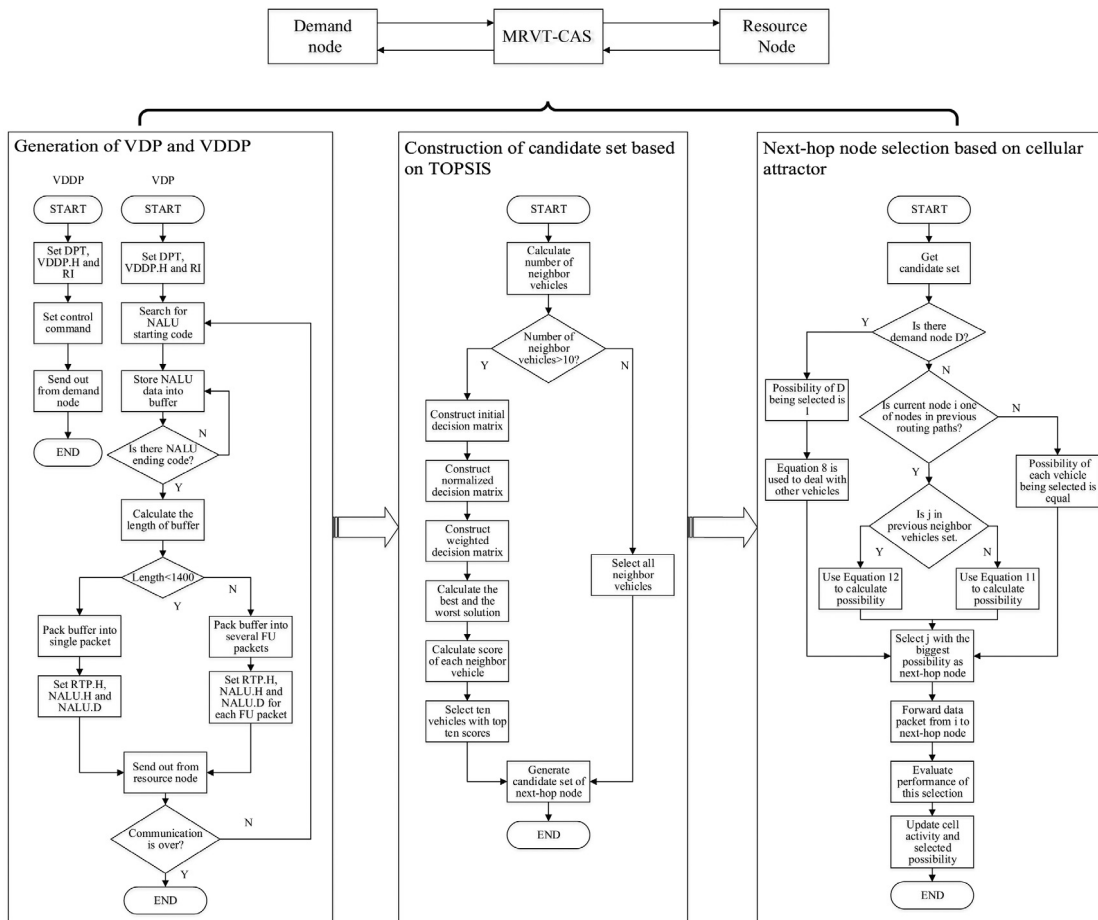 Demand
node
MRVT-CAS
Resource
Node
Generation of VDP and VDDP
VDDP
VDP
START
START
Set DPT,
VDDP.H and
RI
Set DPT,
VDDP.H and RI
Set control
command
Search for
NALU
starting code
Send out
from demand
node
Store NALU
data into
buffer
END
Is there NALU
ending code?
N
Y
Calculate the
length of buffer
Length<1400
N
Y
Pack buffer into
single packet
Pack buffer into
several FU
packets
Set RTP.H,
NALU.H and
NALU.D
Set RTP.H,
NALU.H and
NALU.D for
each FU packet
Send out from
resource node
Communication
is over?
N
Y
END
Construction of candidate set based
on TOPSIS
START
Calculate
number of
neighbor
vehicles
Number of
neighbor
vehicles>10?
Y
N
Construct initial
decision matrix
Construct
normalized
decision matrix
Construct
weighted
decision matrix
Calculate the
best and the
worst solution
Calculate score
of each neighbor
vehicle
Select ten
vehicles with top
ten scores
Select all
neighbor
vehicles
Generate
candidate set of
next-hop node
END
Next-hop node selection based on cellular
attractor
START
Get
candidate set
Is there
demand node D?
Y
N
Possibility of D
being selected is
1
Is current node i one
of nodes in previous
routing paths?
N
Y
Equation 8 is
used to deal with
other vehicles
Possibility of
each vehicle
being selected is
equal
Is j in
previous neighbor
vehicles set.
Y
N
Use Equation 12
to calculate
possibility
Use Equation 11
to calculate
possibility
Select j with the
biggest
possibility as
next-hop node
Forward data
packet from i to
next-hop node
Evaluate
performance of
this selection
Update cell
activity and
selected
possibility
END